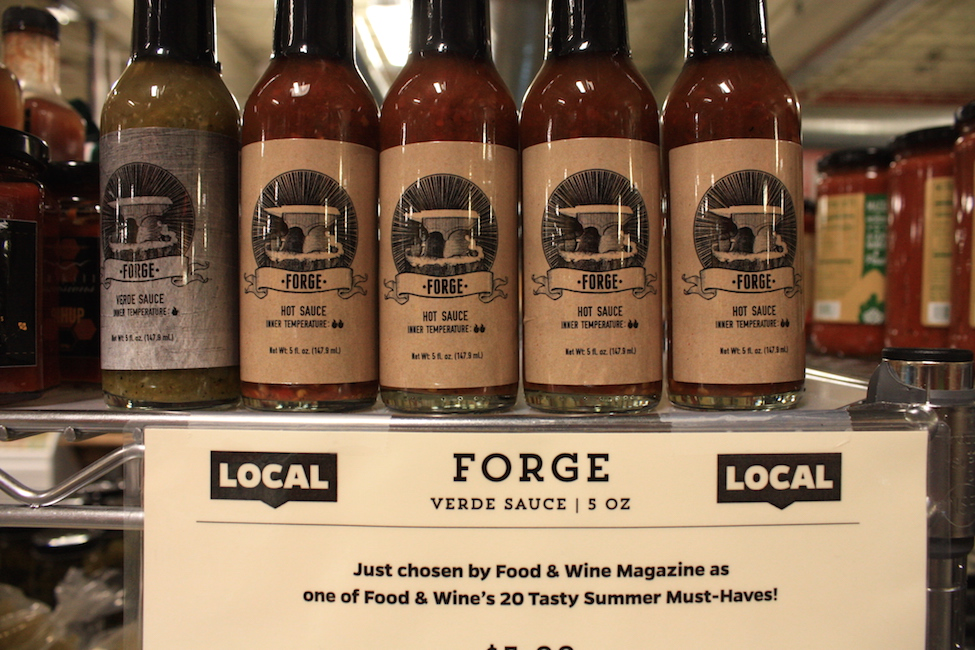 FORGE
VERDE SAUCE
INNER TEMPERATURE:
Net Wt: 5 fl. oz. (147.9 mL)
FORGE
HOT SAUCE
INNER TEMPERATURE:
Net Wt: 5 fl. oz. (147.9 mL)
FORGE
HOT SAUCE
INNER TEMPERATURE:
Net Wt: 5 fl. oz. (147.9 mL)
FORGE
HOT SAUCE
INNER TEMPERATURE:
Net Wt: 5 fl. oz. (147.9 mL)
FORGE
HOT SAUCE
INNER TEMPERATURE:
Net Wt: 5 fl. oz. (147.9 mL)
LOCAL
FORGE
LOCAL
VERDE SAUCE | 5 OZ
Just chosen by Food & Wine Magazine as
one of Food & Wine's 20 Tasty Summer Must-Haves!